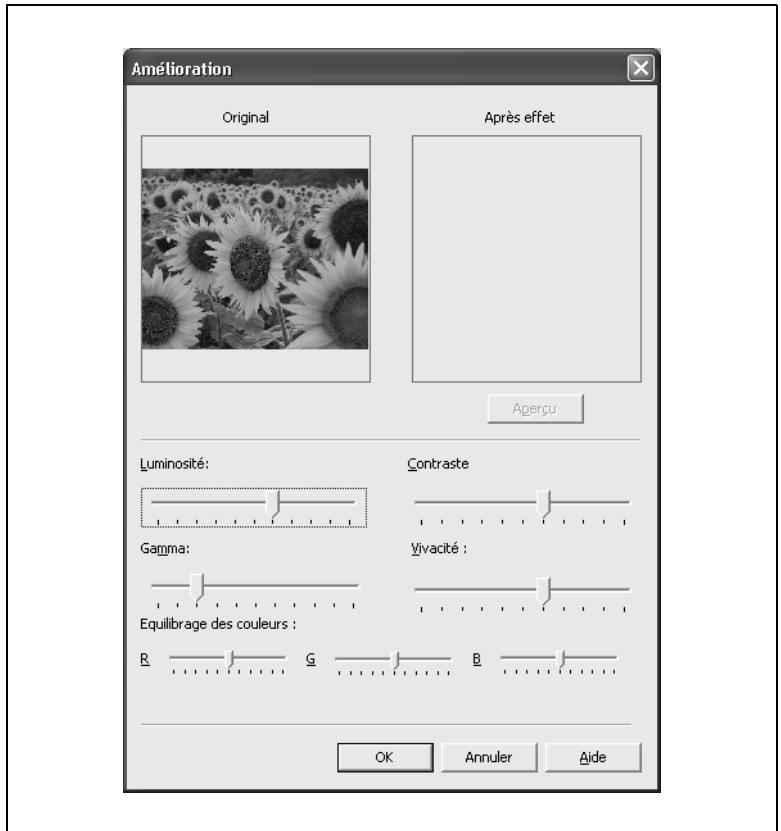 Amélioration
Original
Après effet
Aperçu
Luminosité:
Contraste
Gamma:
Vivacité :
Equilibrage des couleurs :
R G B
OK Annuler Aide